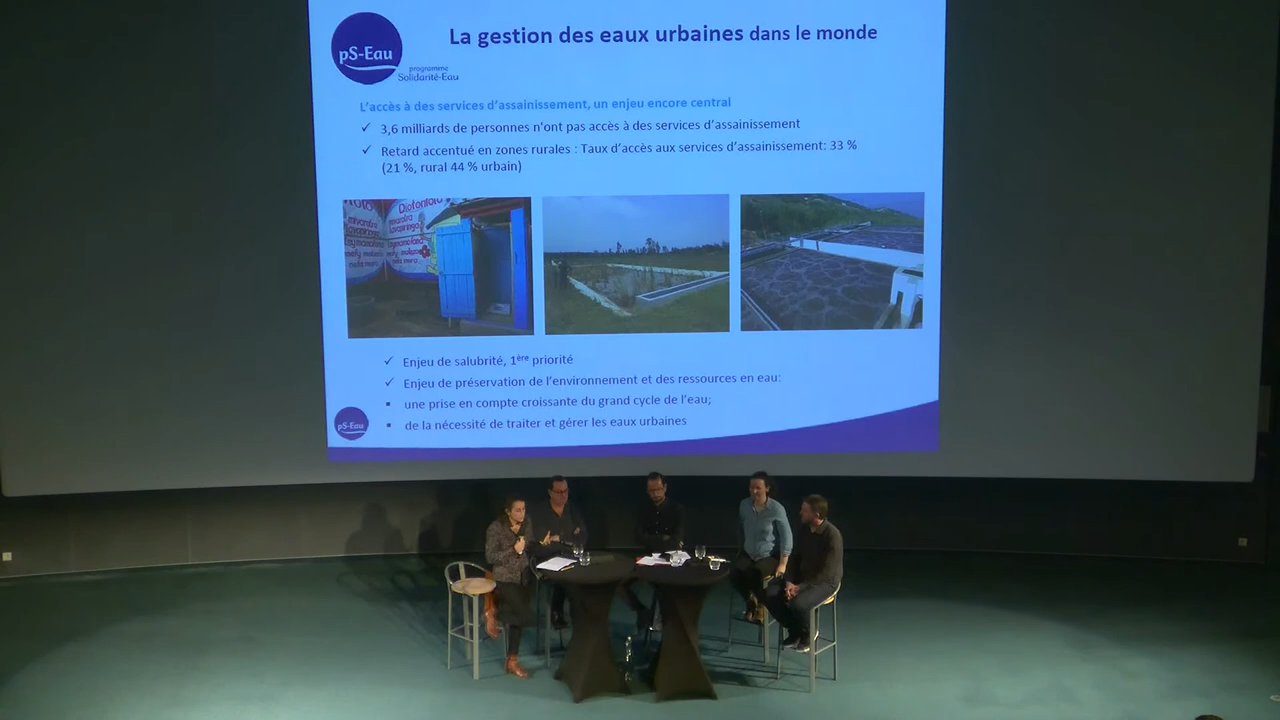 La gestion des eaux urbaines dans le monde
pS-Eau
programme
Solidarité-Eau
L'accès à des services d'assainissement, un enjeu encore central
✓ 3,6 milliards de personnes n'ont pas accès à des services d'assainissement
✓ Retard accentué en zones rurales : Taux d'accès aux services d'assainissement: 33 %
(21 %, rural 44 % urbain)
Diofonfafa
mivarotra
Lavapiringa
✓ Enjeu de salubrité, 1ère priorité
✓ Enjeu de préservation de l'environnement et des ressources en eau:
▪ une prise en compte croissante du grand cycle de l'eau;
▪ de la nécessité de traiter et gérer les eaux urbaines
pS-Eau